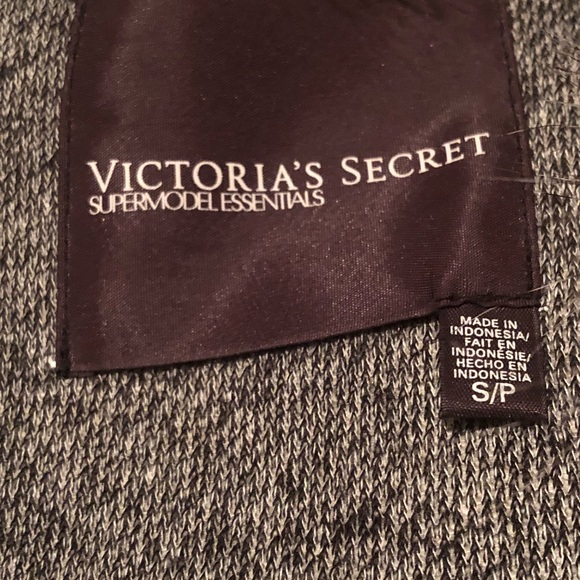 VICTORIA'S SECRET
SUPERMODEL ESSENTIALS
MADE IN
INDONESIA/
FAIT EN
INDONÉSIE/
HECHO EN
INDONESIA
S/P